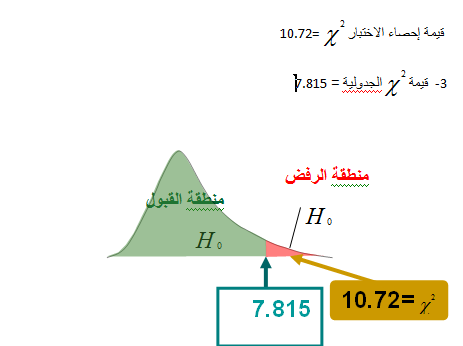 قيمة إحصاء الاختبار χ² =10.72
3- قيمة χ² الجدولية = 7.815
منطقة الرفض
منطقة القبول
H₀
H₀
7.815
10.72= χ²